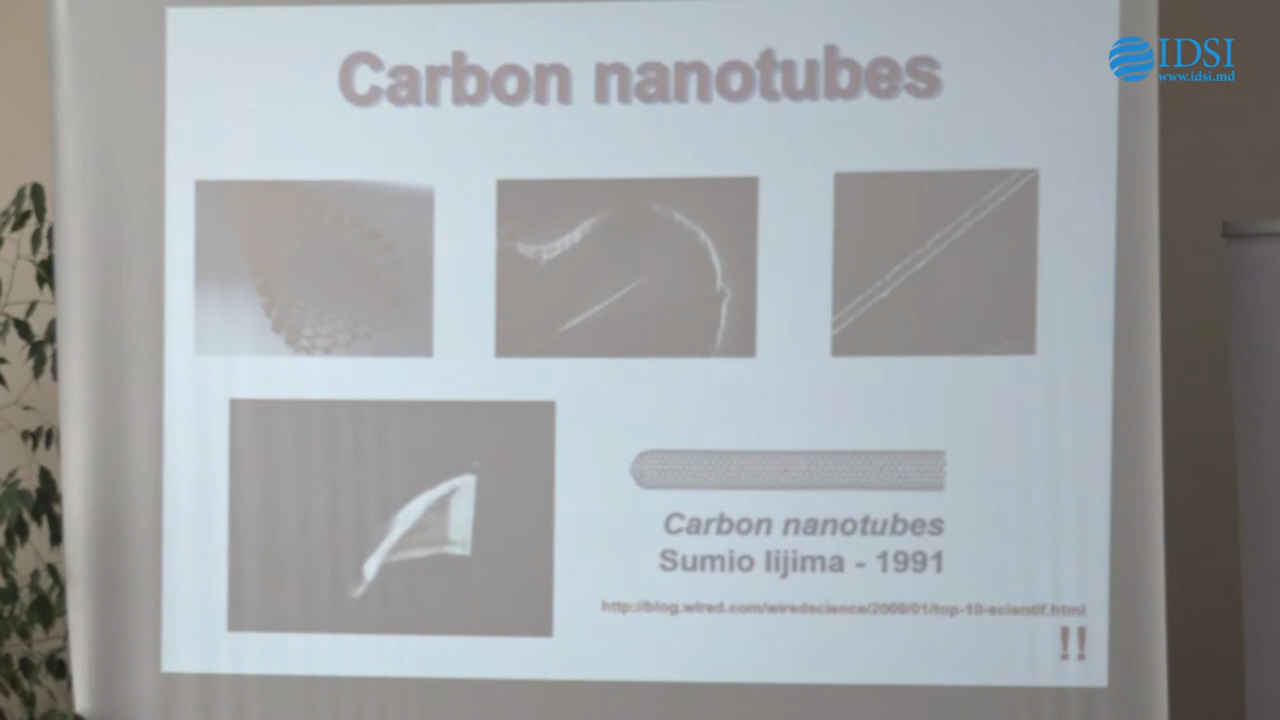 Carbon nanotubes
IDSI
www.idsi.md
Carbon nanotubes
Sumio Iijima - 1991
http://blog.wired.com/wiredscience/2009/01/top-10-scientif.html
!!